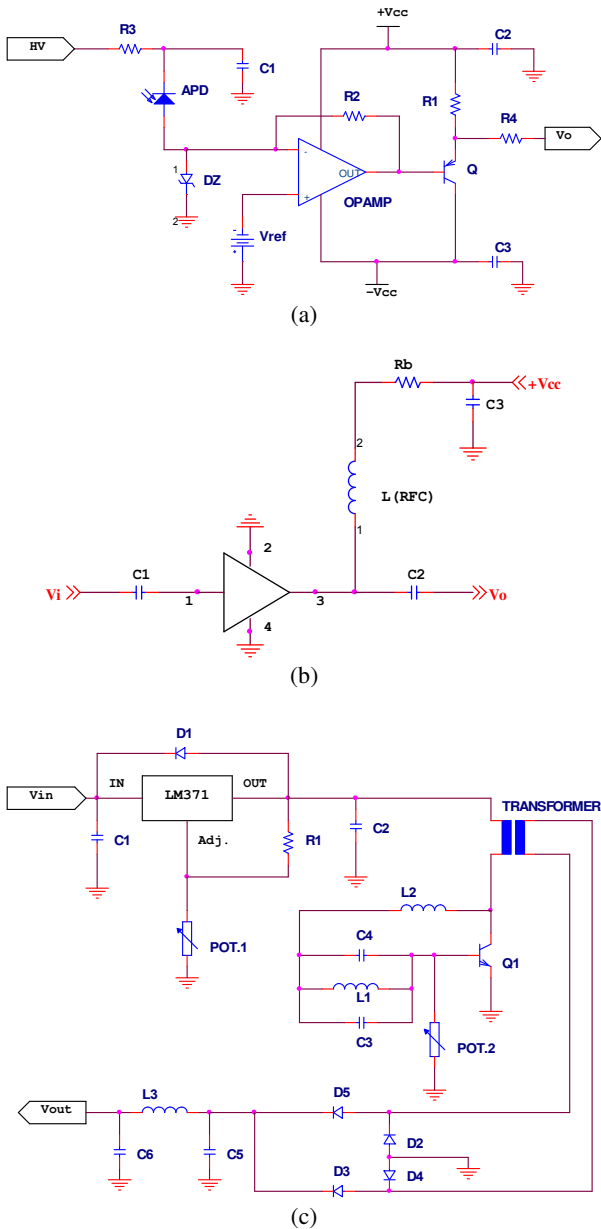 +Vcc
HV
R3
C2
C1
APD
R2
R1
R4
Vo
1
-
OUT
Q
DZ
+
OPAMP
2
Vref
-
+
C3
-Vcc
(a)
Rb
+Vcc
C3
2
L(RFC)
1
2
Vi
C1
1
3
C2
Vo
4
(b)
D1
Vin
IN
LM371
OUT
TRANSFORMER
C1
Adj.
R1
C2
L2
C4
POT.1
Q1
L1
C3
POT.2
Vout
L3
D5
C6
C5
D2
D3
D4
(c)